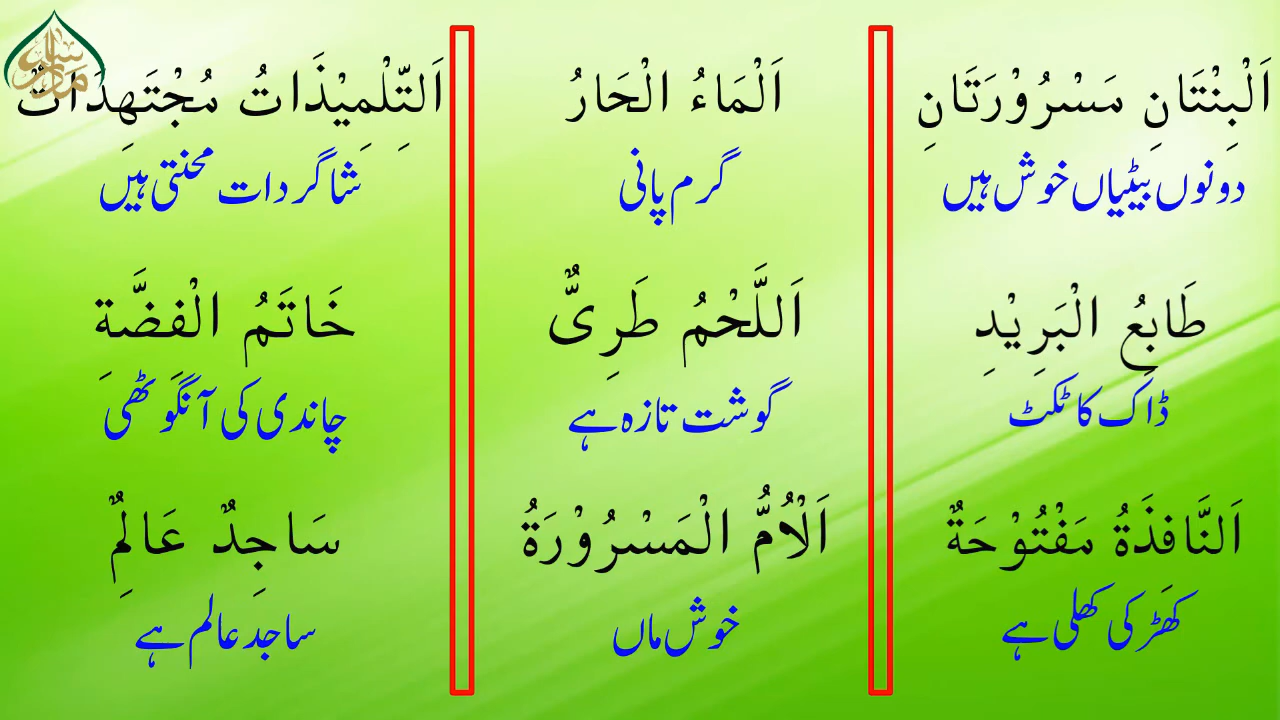 اَلْبِنْتَانِ مَسْرُوْرَتَانِ
دونوں بیٹیاں خوش ہیں
طَابِعُ الْبَرِيْدِ
ڈاک کا ٹکٹ
اَلنَّافِذَةُ مَفْتُوْحَةٌ
کھڑکی کھلی ہے
اَلْمَاءُ الْحَارُ
گرم پانی
اَللَّحْمُ طَرِیٌّ
گوشت تازہ ہے
اَلْاُمُّ الْمَسْرُوْرَةُ
خوش ماں
اَلتِّلْمِيْذَاتُ مُجْتَهِدَاتٌ
شاگردات محنتی ہیں
خَاتَمُ الْفِضَّةِ
چاندی کی آنگوٹھی
سَاجِدٌ عَالِمٌ
ساجد عالم ہے